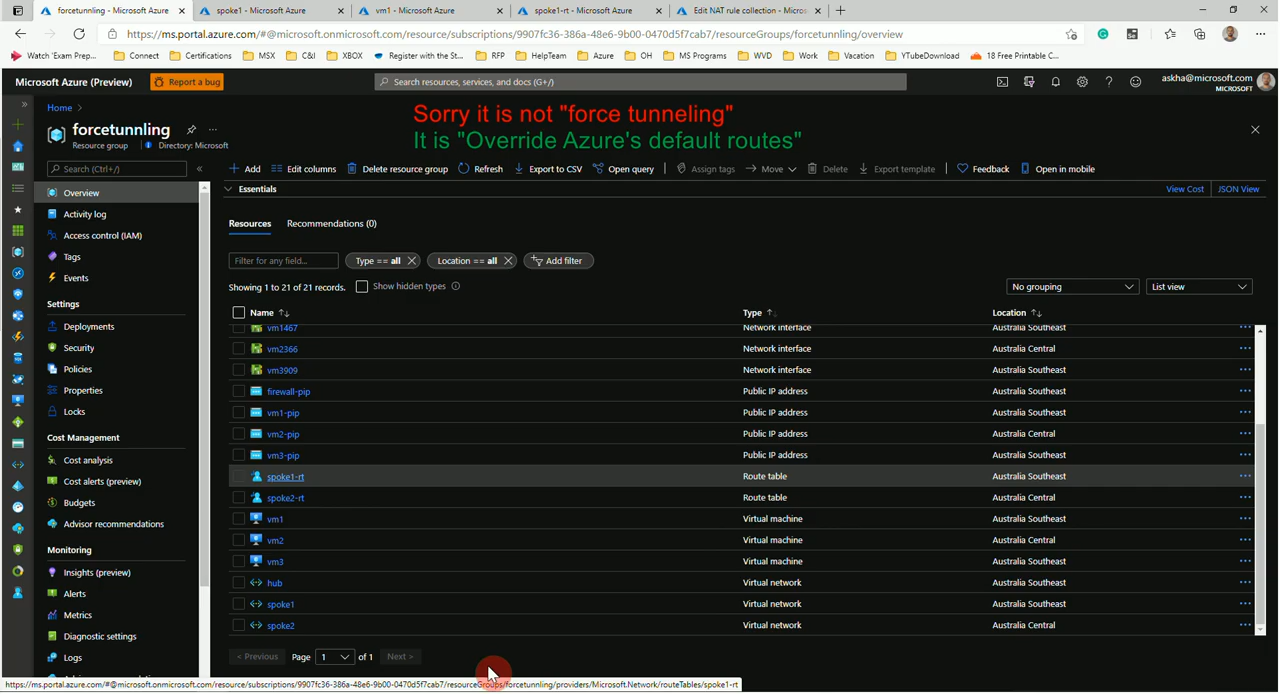 forcetunnling - Microsoft Azure
spoke1 - Microsoft Azure
vm1 - Microsoft Azure
spoke1-rt - Microsoft Azure
Edit NAT rule collection - Micros
https://ms.portal.azure.com/#@microsoft.onmicrosoft.com/resource/subscriptions/9907fc36-386a-48e6-9b00-0470d5f7cab7/resourceGroups/forcetunnling/overview
Watch 'Exam Prep... Connect Certifications MSX C&I XBOX Register with the St... RFP HelpTeam Azure OH MS Programs WVD Work Vacation YTubeDownload 18 Free Printable C...
Microsoft Azure (Preview) Report a bug Search resources, services, and docs (G+/) askha@microsoft.com
MICROSOFT
Home >
Sorry it is not "force tunneling"
It is "Override Azure's default routes"
forcetunnling
Resource group Directory: Microsoft
Search (Ctrl+/)
Overview
Activity log
Access control (IAM)
Tags
Events
Settings
Deployments
Security
Policies
Properties
Locks
Cost Management
Cost analysis
Cost alerts (preview)
Budgets
Advisor recommendations
Monitoring
Insights (preview)
Alerts
Metrics
Diagnostic settings
Logs
Add Edit columns Delete resource group Refresh Export to CSV Open query Assign tags Move Delete Export template Feedback Open in mobile
Essentials View Cost JSON View
Resources Recommendations (0)
Filter for any field... Type == all Location == all Add filter
Showing 1 to 21 of 21 records. Show hidden types No grouping List view
Name Type Location
vm1467 Network interface Australia Southeast
vm2366 Network interface Australia Central
vm3909 Network interface Australia Southeast
firewall-pip Public IP address Australia Southeast
vm1-pip Public IP address Australia Southeast
vm2-pip Public IP address Australia Central
vm3-pip Public IP address Australia Southeast
spoke1-rt Route table Australia Southeast
spoke2-rt Route table Australia Central
vm1 Virtual machine Australia Southeast
vm2 Virtual machine Australia Central
vm3 Virtual machine Australia Southeast
hub Virtual network Australia Southeast
spoke1 Virtual network Australia Southeast
spoke2 Virtual network Australia Central
< Previous Page 1 of 1 Next >
https://ms.portal.azure.com/#@microsoft.onmicrosoft.com/resource/subscriptions/9907fc36-386a-48e6-9b00-0470d5f7cab7/resourceGroups/forcetunnling/providers/Microsoft.Network/routeTables/spoke1-rt